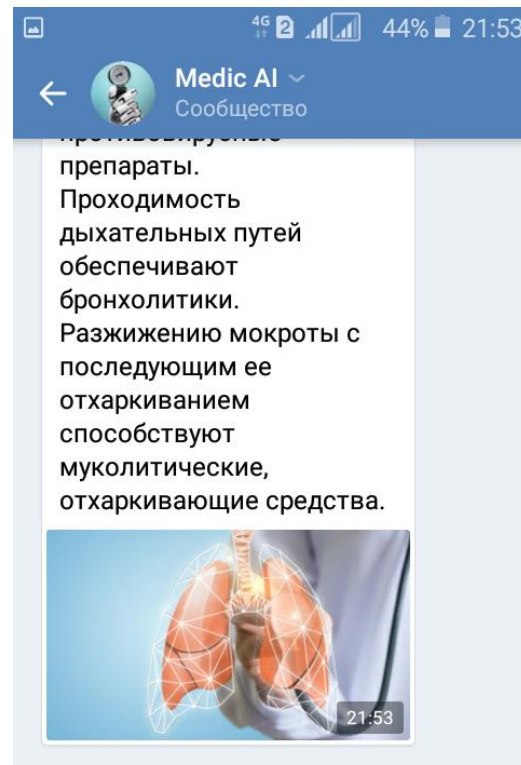 4G 2 44% 21:53
Medic AI
Сообщество
препараты.
Проходимость
дыхательных путей
обеспечивают
бронхолитики.
Разжижению мокроты с
последующим ее
отхаркиванием
способствуют
муколитические,
отхаркивающие средства.
21:53